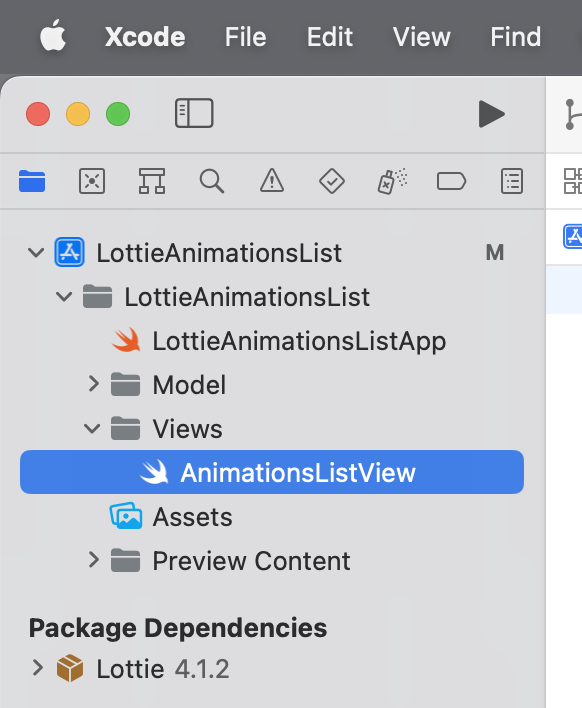 Xcode File Edit View Find
LottieAnimationsList M
LottieAnimationsList
LottieAnimationsListApp
Model
Views
AnimationsListView
Assets
Preview Content
Package Dependencies
Lottie 4.1.2